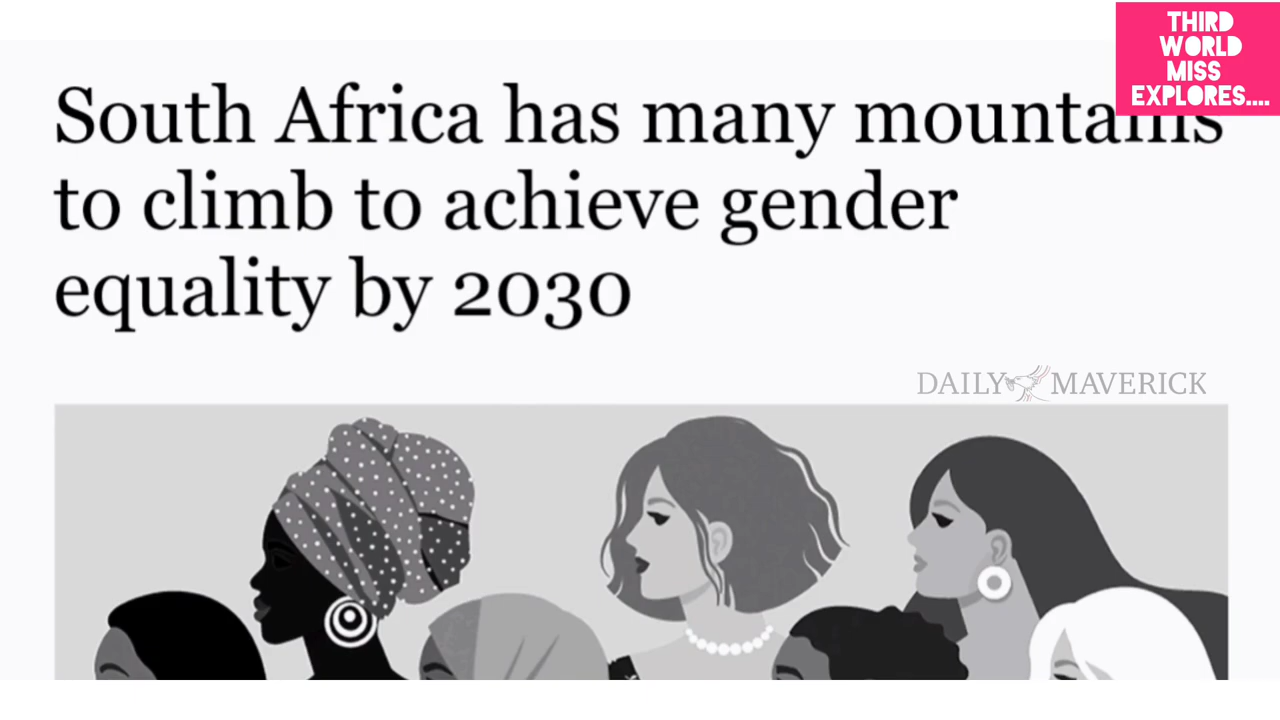 THIRD
WORLD
MISS
EXPLORES....
South Africa has many mountains
to climb to achieve gender
equality by 2030
DAILY MAVERICK